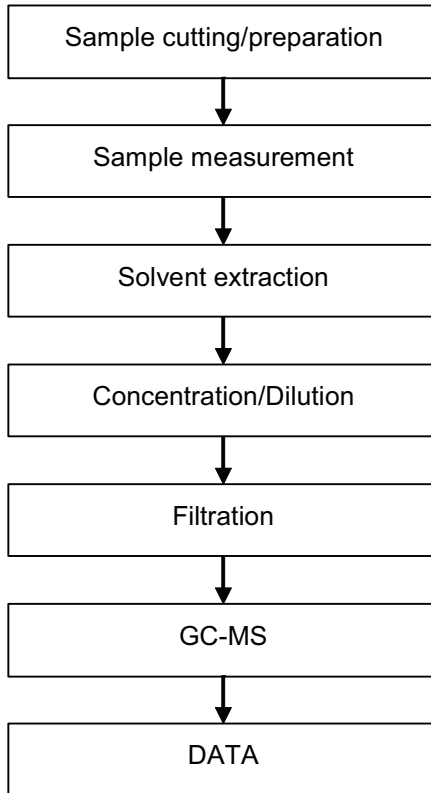 Sample cutting/preparation
Sample measurement
Solvent extraction
Concentration/Dilution
Filtration
GC-MS
DATA